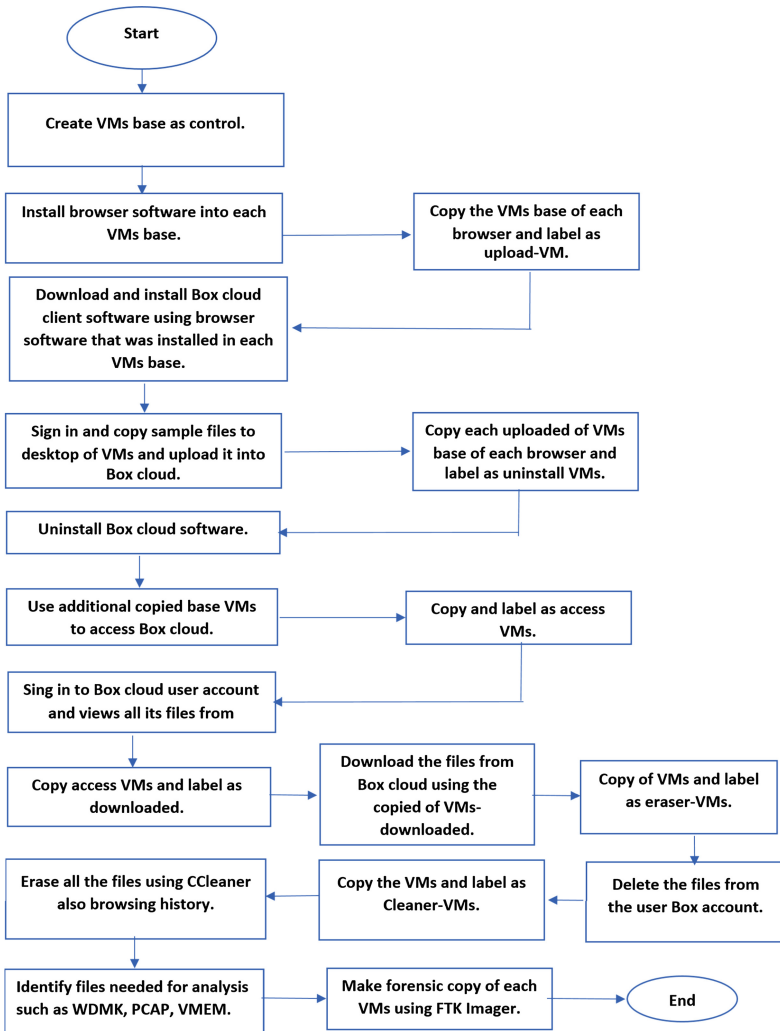 Start
Create VMs base as control.
Install browser software into each
VMs base.
Copy the VMs base of each
browser and label as
upload-VM.
Download and install Box cloud
client software using browser
software that was installed in each
VMs base.
Sign in and copy sample files to
desktop of VMs and upload it into
Box cloud.
Copy each uploaded of VMs
base of each browser and
label as uninstall VMs.
Uninstall Box cloud software.
Use additional copied base VMs
to access Box cloud.
Copy and label as access
VMs.
Sing in to Box cloud user account
and views all its files from
Copy access VMs and label as
downloaded.
Download the files from
Box cloud using the
copied of VMs-
downloaded.
Copy of VMs and label
as eraser-VMs.
Delete the files from
the user Box account.
Copy the VMs and label as
Cleaner-VMs.
Erase all the files using CCleaner
also browsing history.
Identify files needed for analysis
such as WDMK, PCAP, VMEM.
Make forensic copy of each
VMs using FTK Imager.
End